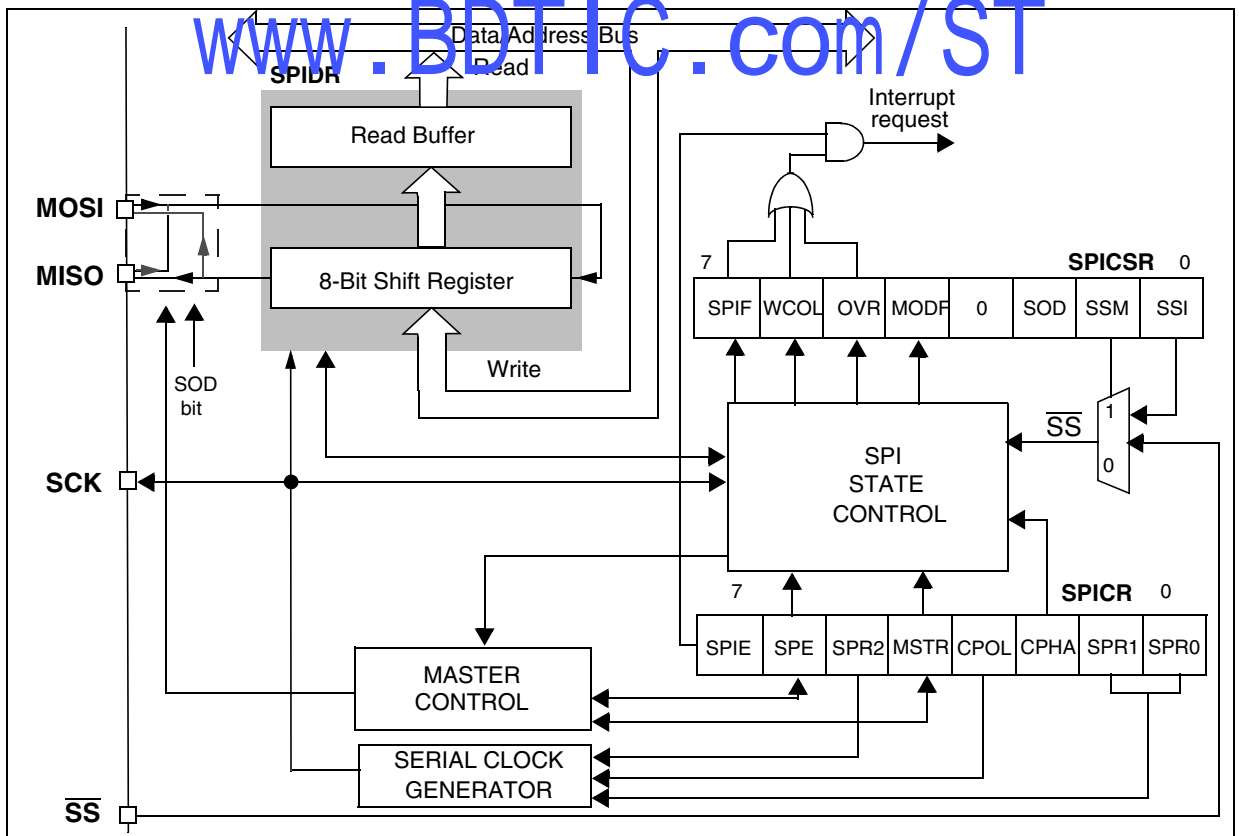 www.BDTIC.com/ST
Data/Address Bus
SPIDR
Read
Interrupt
request
Read Buffer
MOSI
MISO
8-Bit Shift Register
7
SPICSR
0
SPIF
WCOL
OVR
MODF
0
SOD
SSM
SSI
Write
SOD
bit
SS
1
0
SCK
SPI
STATE
CONTROL
7
SPICR
0
SPIE
SPE
SPR2
MSTR
CPOL
CPHA
SPR1
SPR0
MASTER
CONTROL
SERIAL CLOCK
GENERATOR
SS